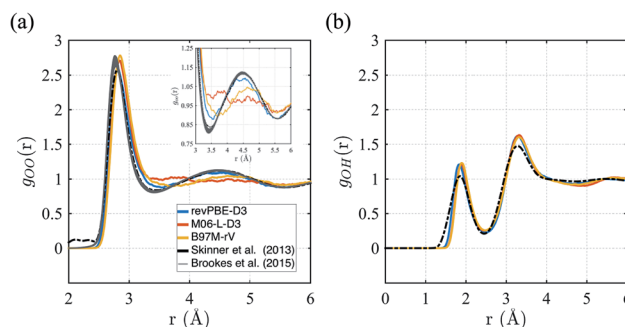 (a)
(b)
3
2.5
2
1.5
1
0.5
0
g_OO(r)
2 3 4 5 6
r (Å)
1.25
1.15
1.05
0.95
0.85
0.75
3 3.5 4 4.5 5 5.5 6
r (Å)
revPBE-D3
M06-L-D3
B97M-rV
Skinner et al. (2013)
Brookes et al. (2015)
3
2.5
2
1.5
1
0.5
0
g_OH(r)
0 1 2 3 4 5 6
r (Å)